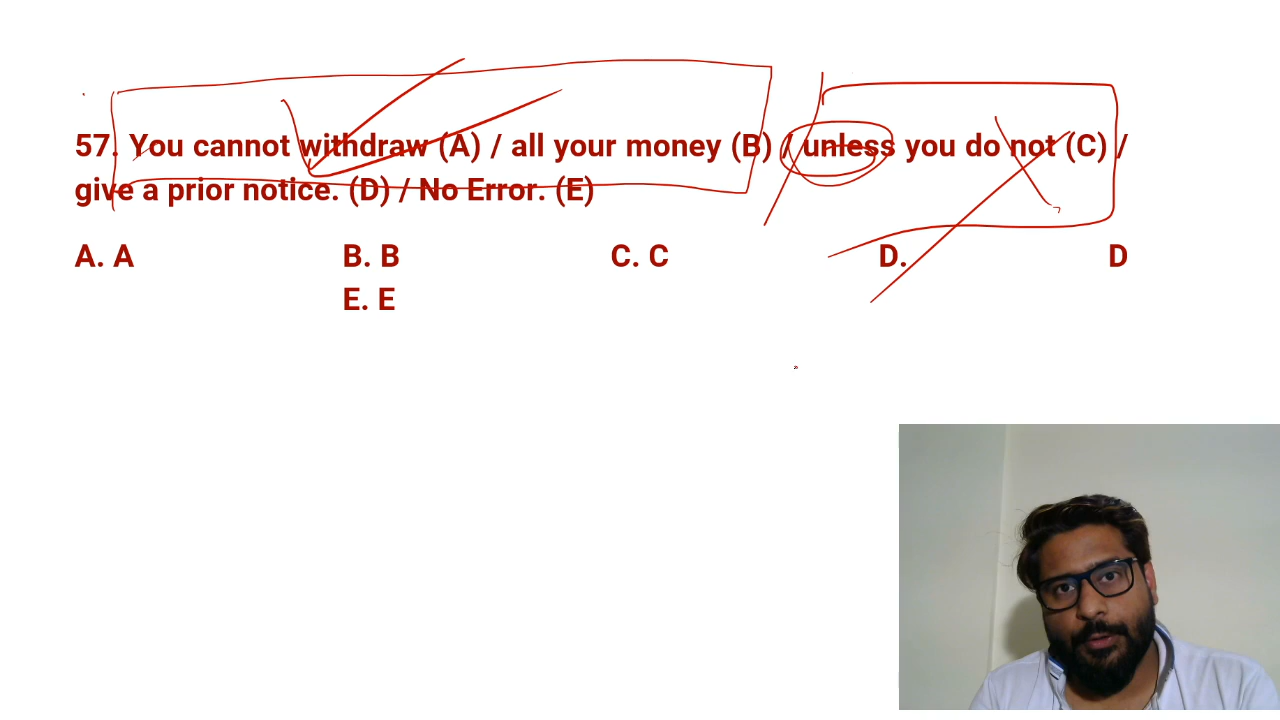 57. You cannot withdraw (A) / all your money (B) / unless you do not (C) /
give a prior notice. (D) / No Error. (E)
A. A B. B C. C D. D
E. E